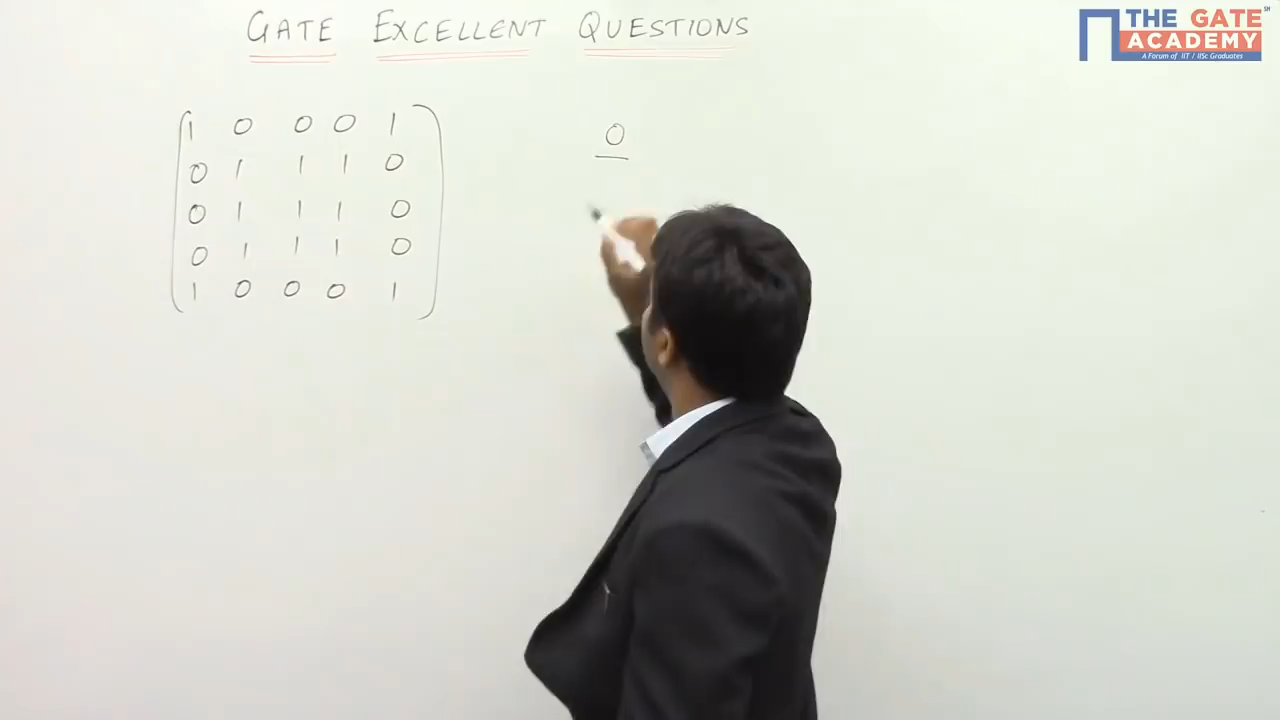 GATE EXCELLENT QUESTIONS
THE GATE
ACADEMY
SM
A Forum of IIT / IISc Graduates
1 0 0 0 1
0 1 1 1 0
0 1 1 1 0
0 1 1 1 0
1 0 0 0 1
0